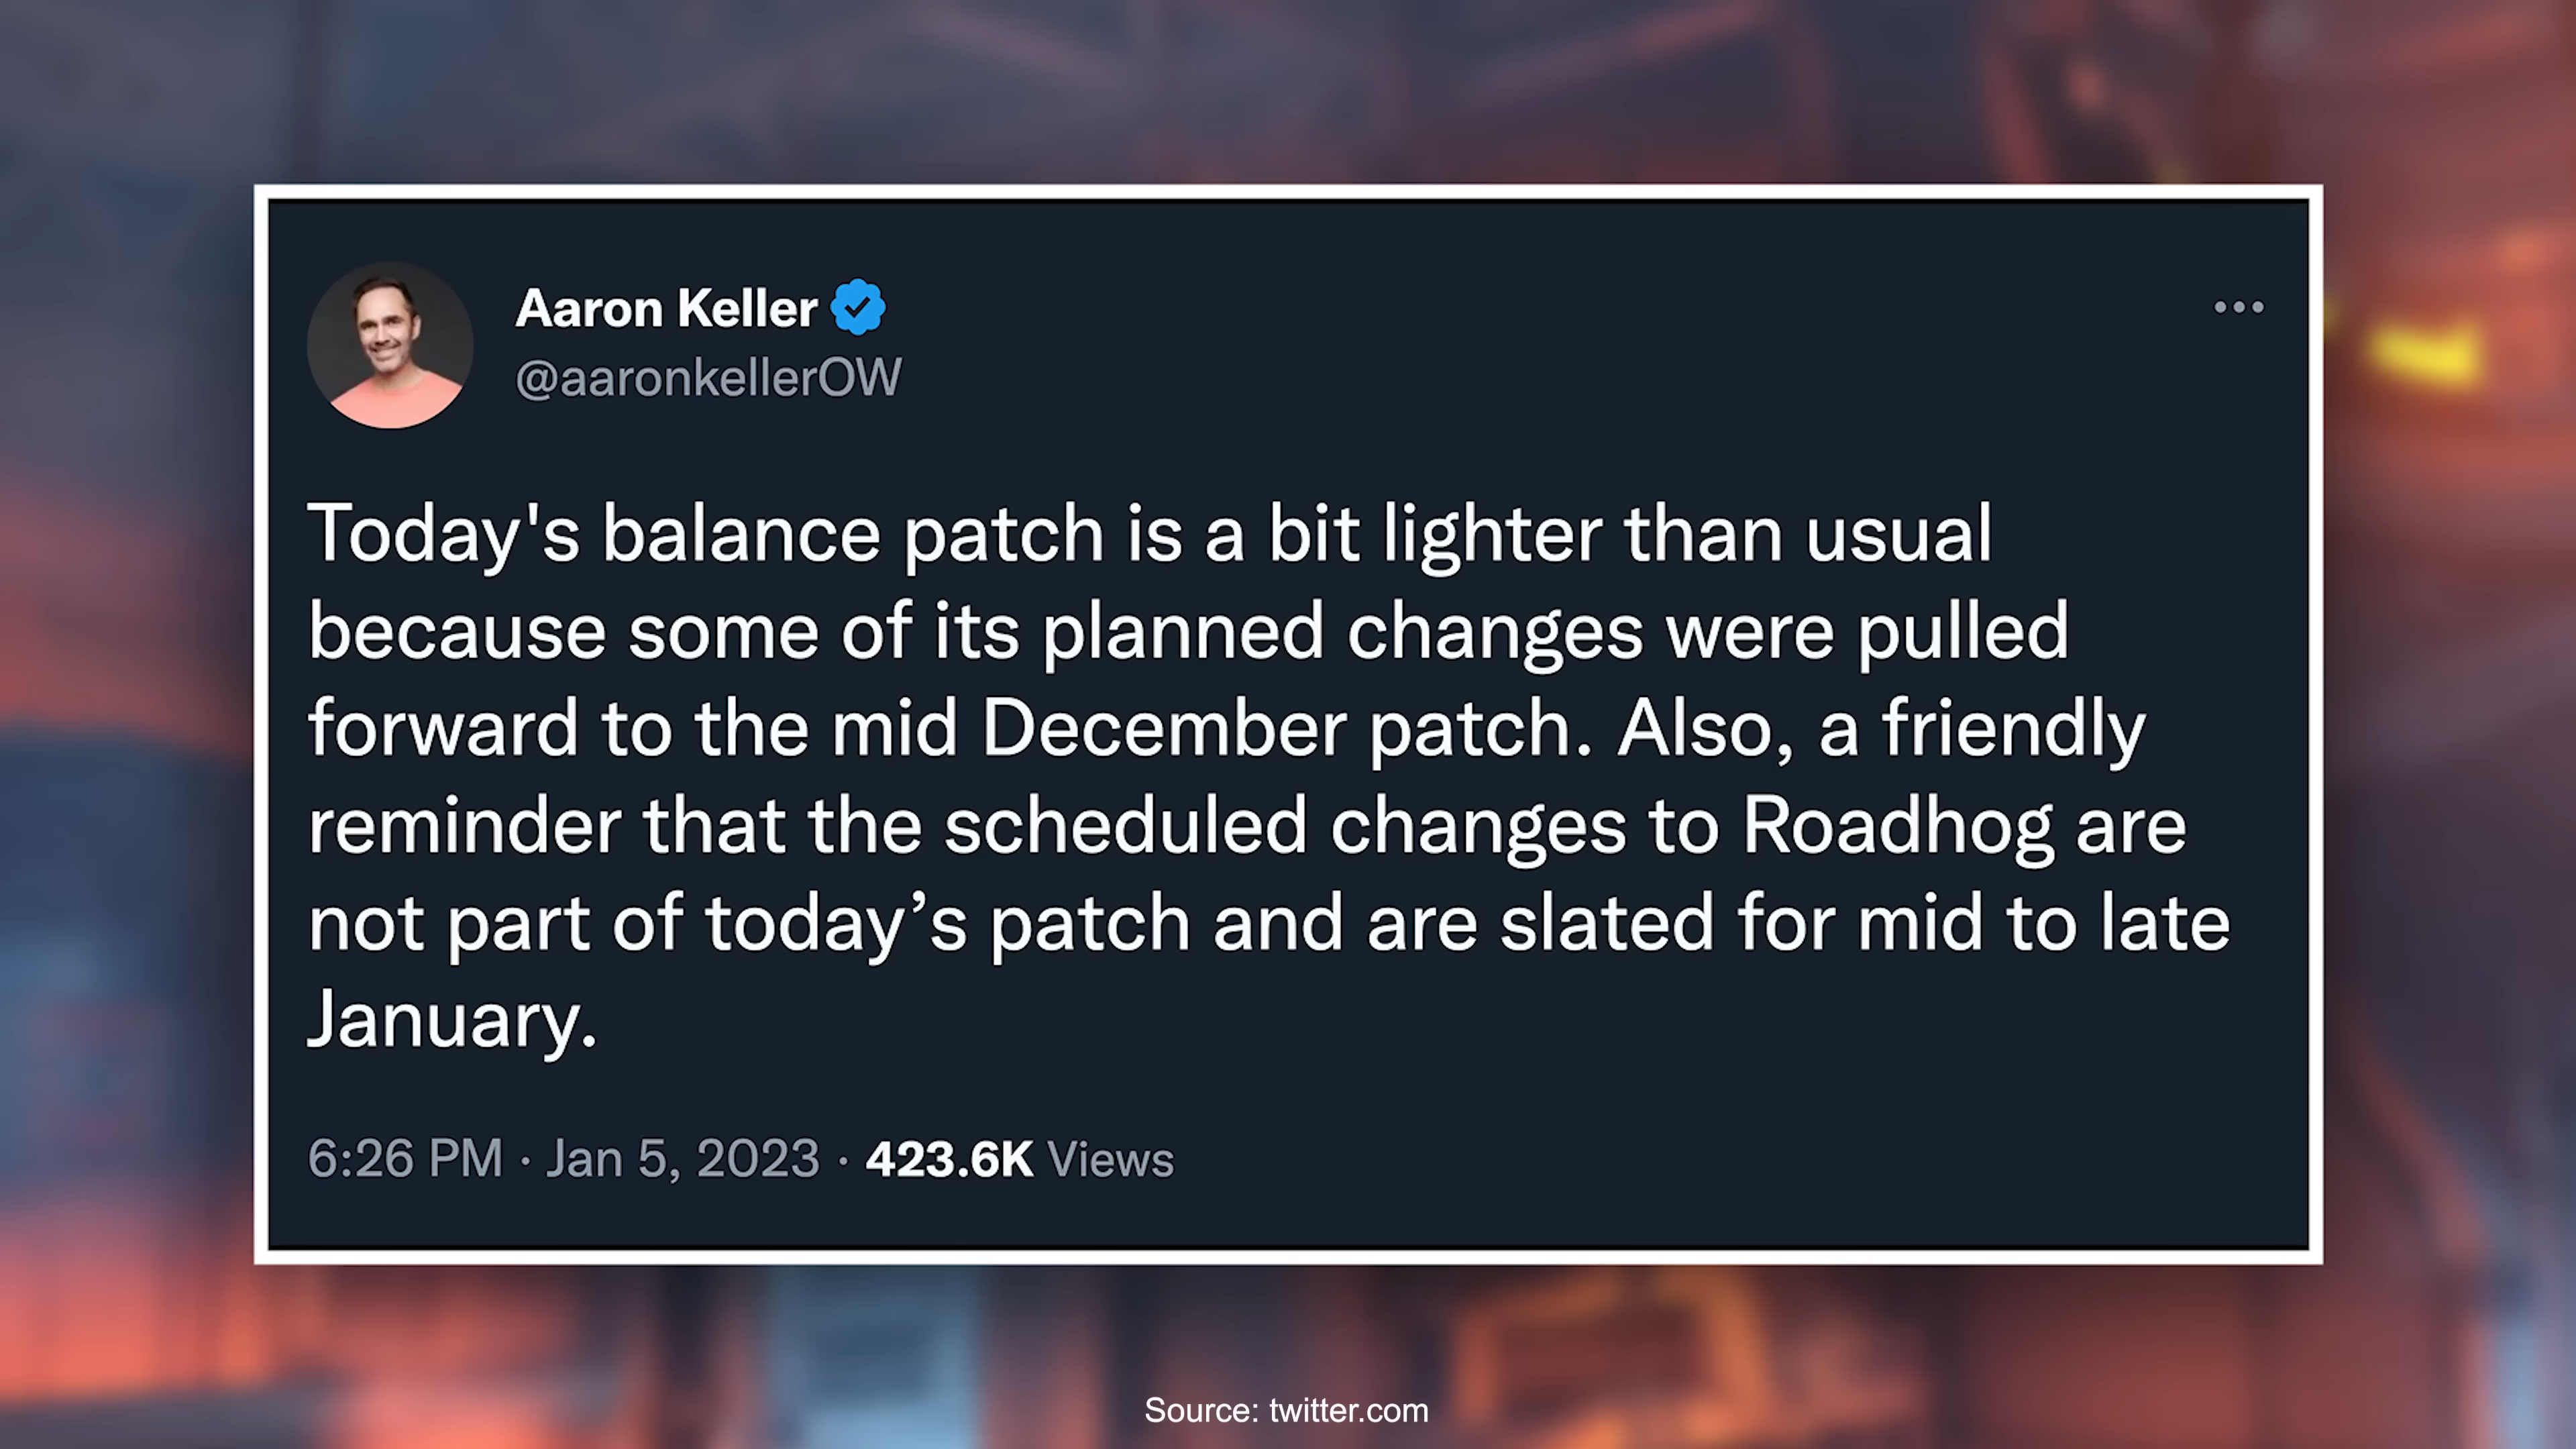 Aaron Keller
@aaronkellerOW
Today's balance patch is a bit lighter than usual
because some of its planned changes were pulled
forward to the mid December patch. Also, a friendly
reminder that the scheduled changes to Roadhog are
not part of today’s patch and are slated for mid to late
January.
6:26 PM · Jan 5, 2023 · 423.6K Views
Source: twitter.com